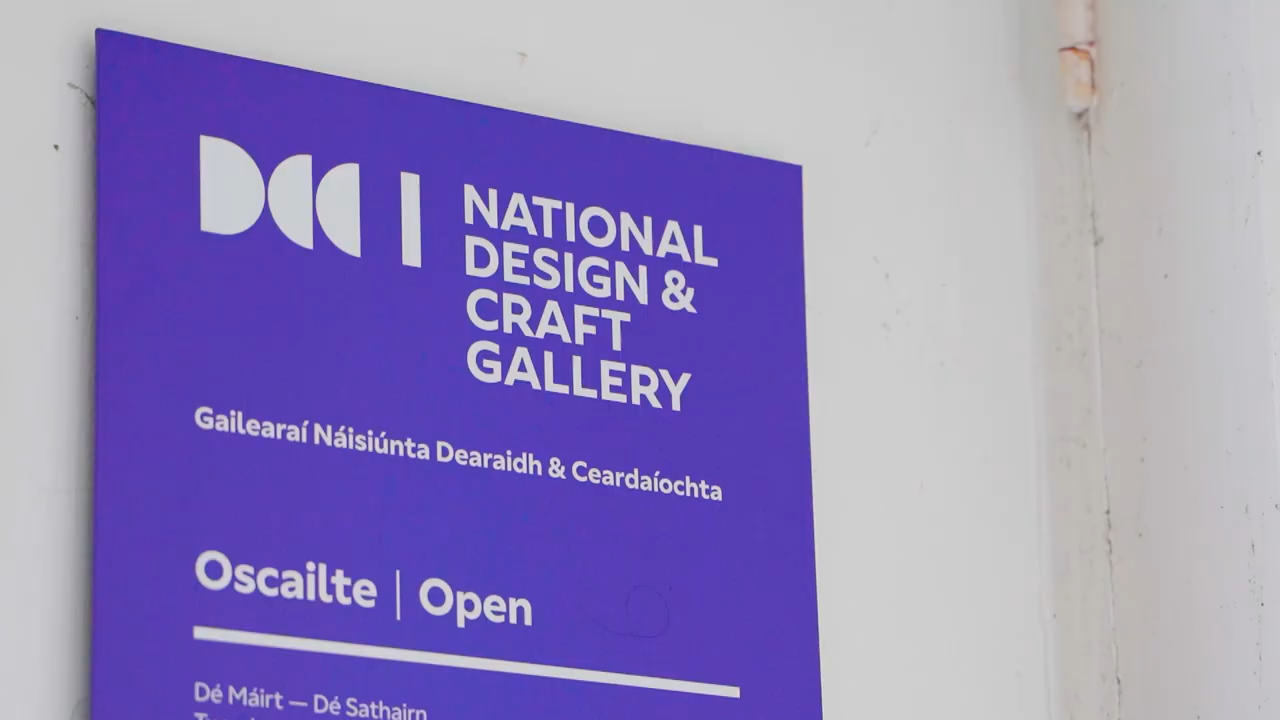 DCCI
NATIONAL
DESIGN &
CRAFT
GALLERY
Gailearaí Náisiúnta Dearaidh & Ceardaíochta
Oscailte | Open
Dé Máirt — Dé Sathairn